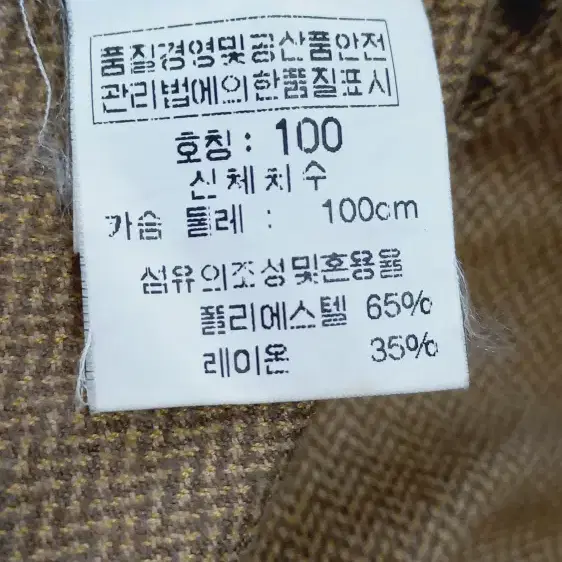 품질경영및공산품안전
관리법에의한품질표시
호칭 : 100
신체치수
가슴 둘레 : 100cm
섬유의조성및혼용율
폴리에스텔 65%
레이온 35%